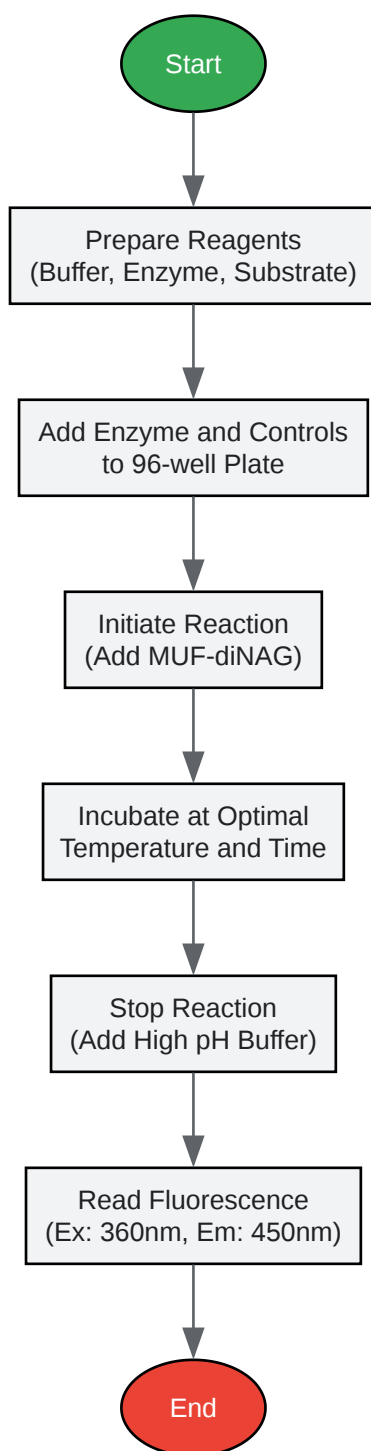 Start
Prepare Reagents
(Buffer, Enzyme, Substrate)
Add Enzyme and Controls
to 96-well Plate
Initiate Reaction
(Add MUF-diNAG)
Incubate at Optimal
Temperature and Time
Stop Reaction
(Add High pH Buffer)
Read Fluorescence
(Ex: 360nm, Em: 450nm)
End